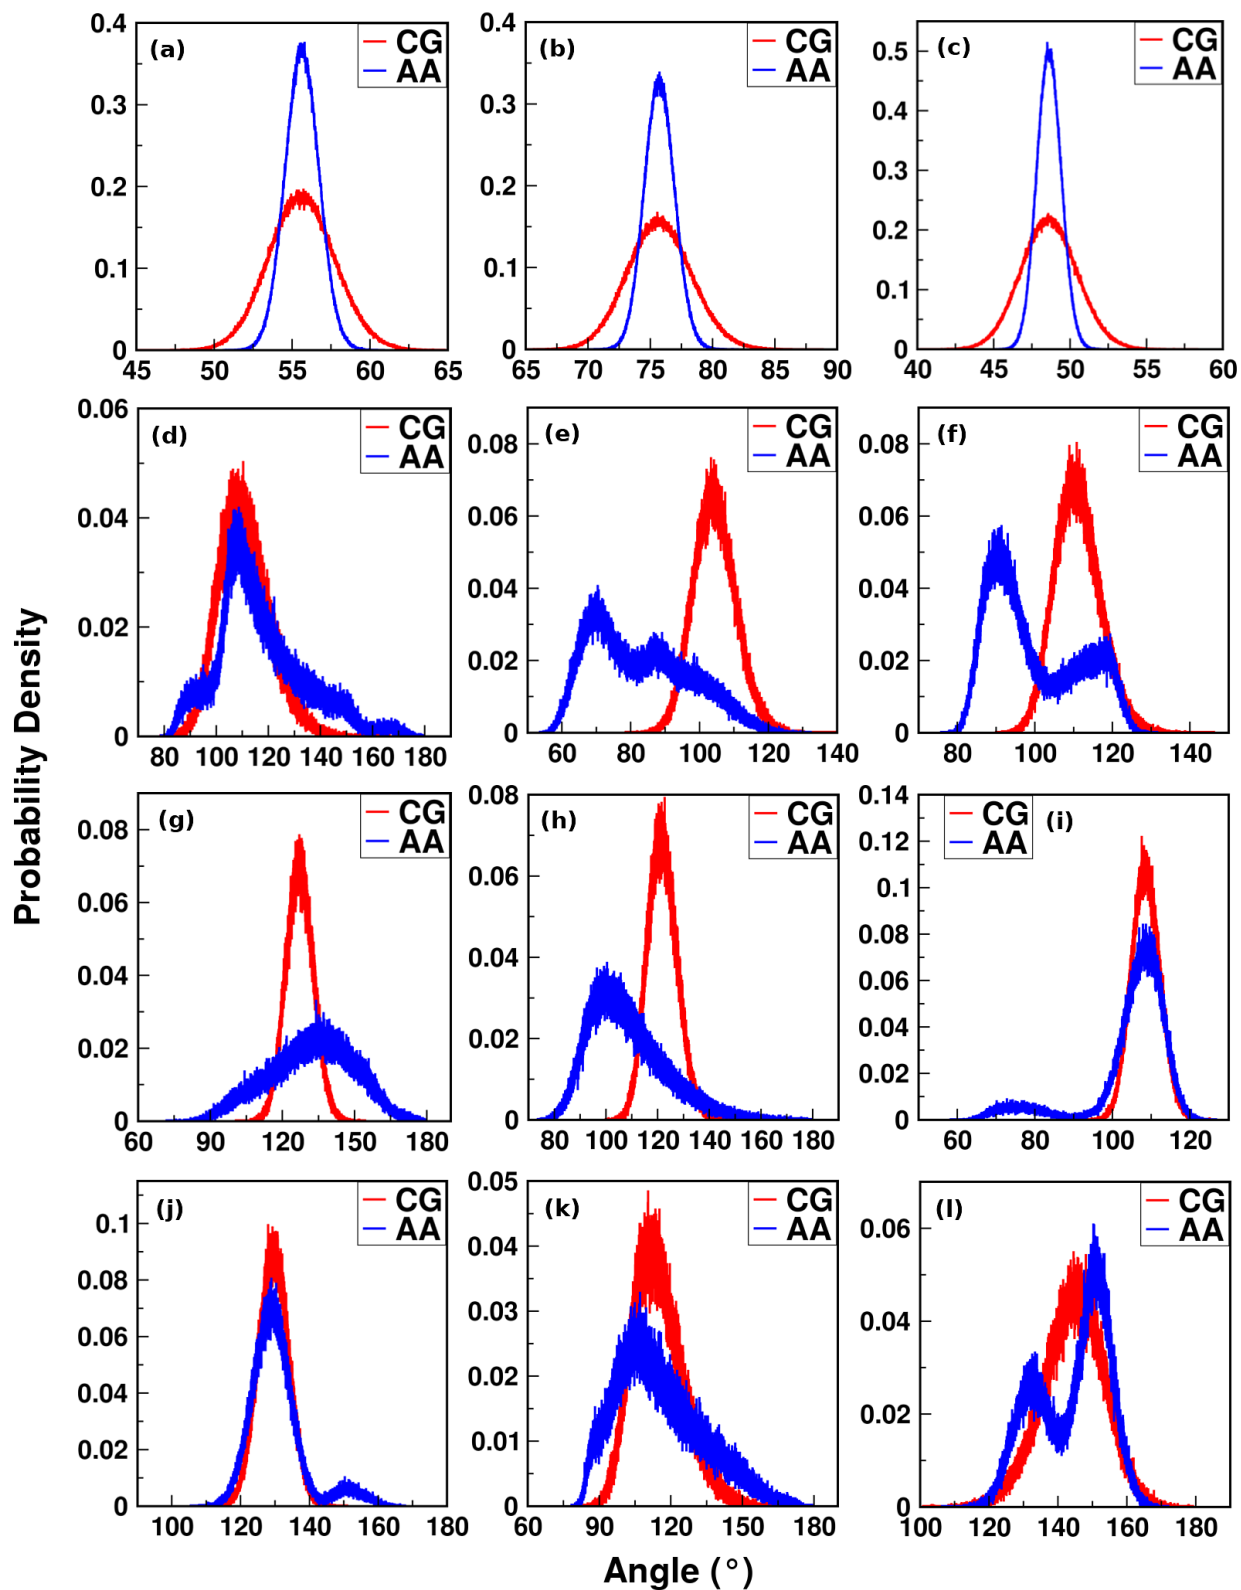 (a) CG
AA
0.4
0.3
0.2
0.1
0
45 50 55 60 65
(b) CG
AA
0.4
0.3
0.2
0.1
0
65 70 75 80 85 90
(c) CG
AA
0.5
0.4
0.3
0.2
0.1
0
40 45 50 55 60
(d) CG
AA
0.06
0.04
0.02
0
80 100 120 140 160 180
(e) CG
AA
0.08
0.06
0.04
0.02
0
60 80 100 120 140
(f) CG
AA
0.08
0.06
0.04
0.02
0
80 100 120 140
(g) CG
AA
0.08
0.06
0.04
0.02
0
60 90 120 150 180
(h) CG
AA
0.08
0.06
0.04
0.02
0
80 100 120 140 160 180
CG (i)
AA
0.14
0.12
0.1
0.08
0.06
0.04
0.02
0
60 80 100 120
(j) CG
AA
0.1
0.08
0.06
0.04
0.02
0
100 120 140 160 180
(k) CG
AA
0.05
0.04
0.03
0.02
0.01
0
60 90 120 150 180
(l) CG
AA
0.06
0.04
0.02
0
100 120 140 160 180
Probability Density
Angle (°)